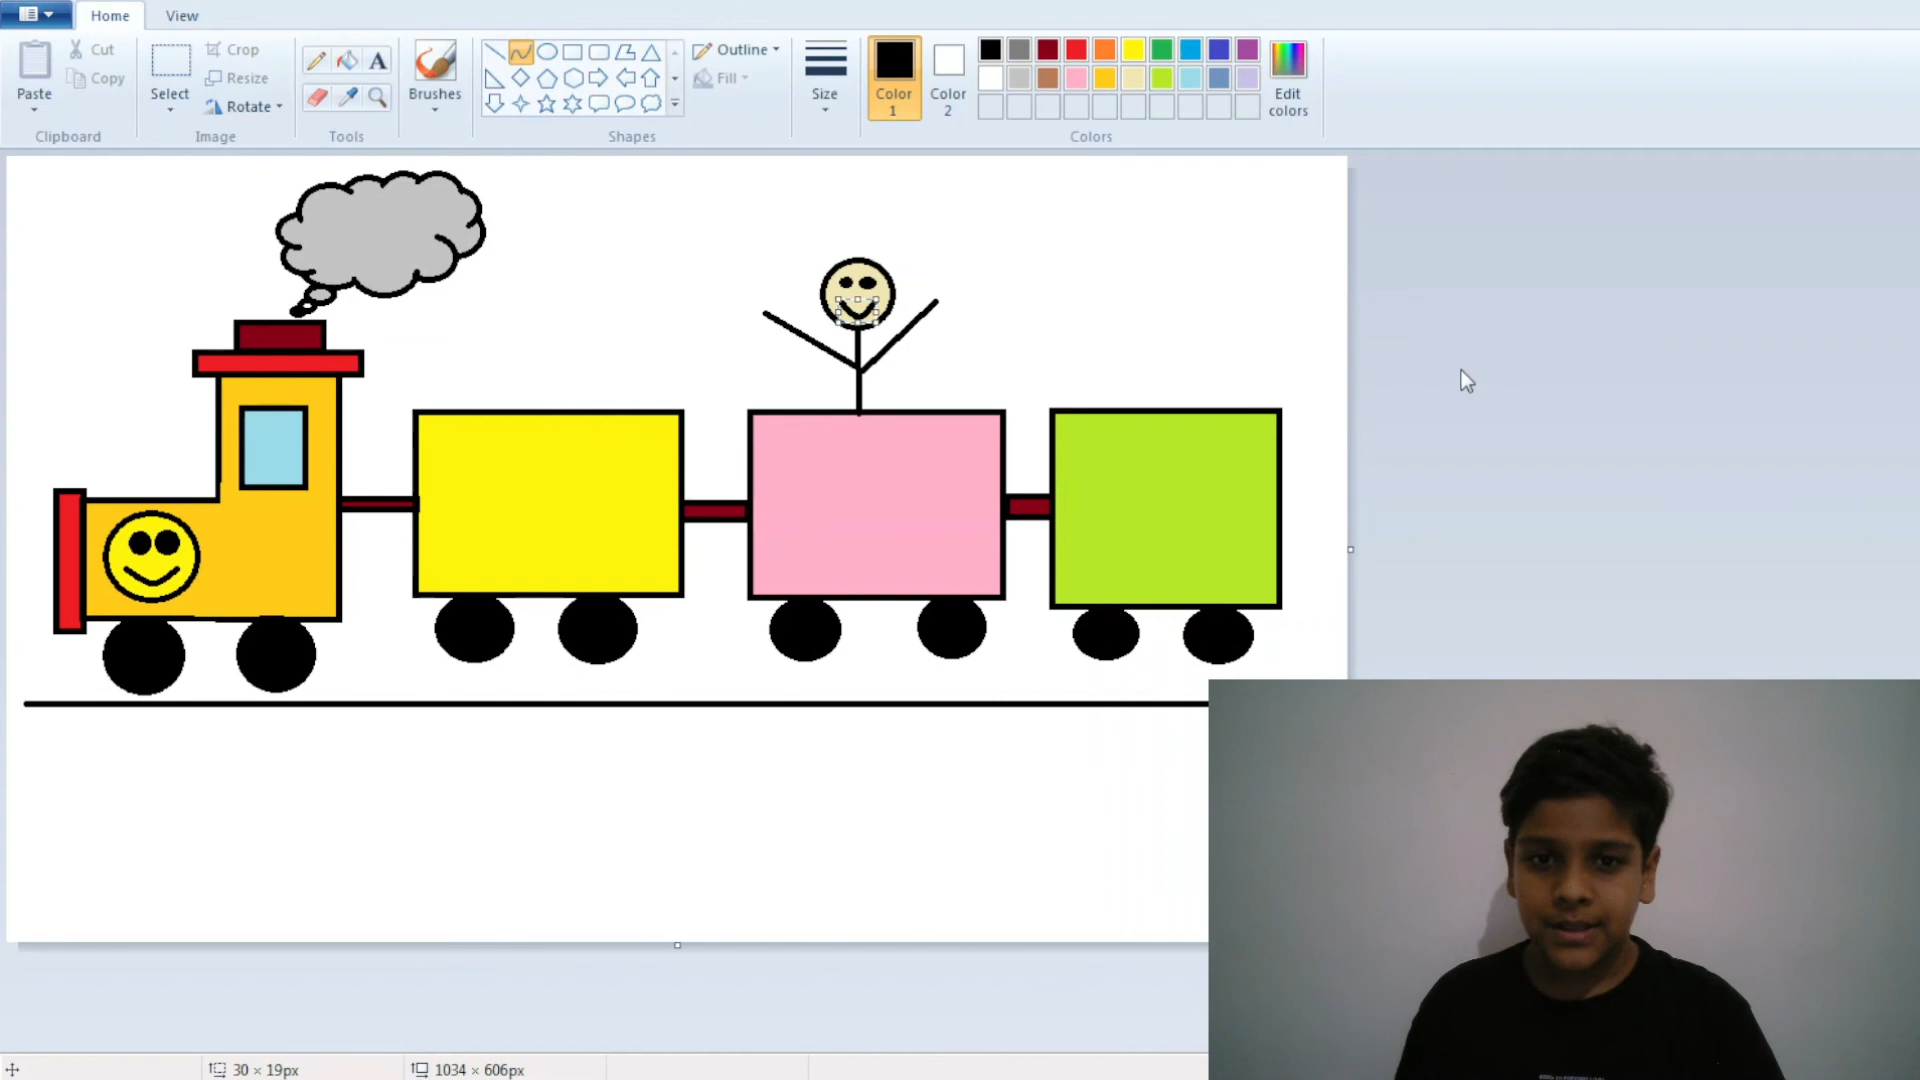 Home View
Paste
Cut
Copy
Clipboard
Select
Crop
Resize
Rotate
Image
A
Tools
Brushes
Outline
Fill
Shapes
Size
Color 1
Color 2
Edit colors
Colors
30 × 19px
1034 × 606px